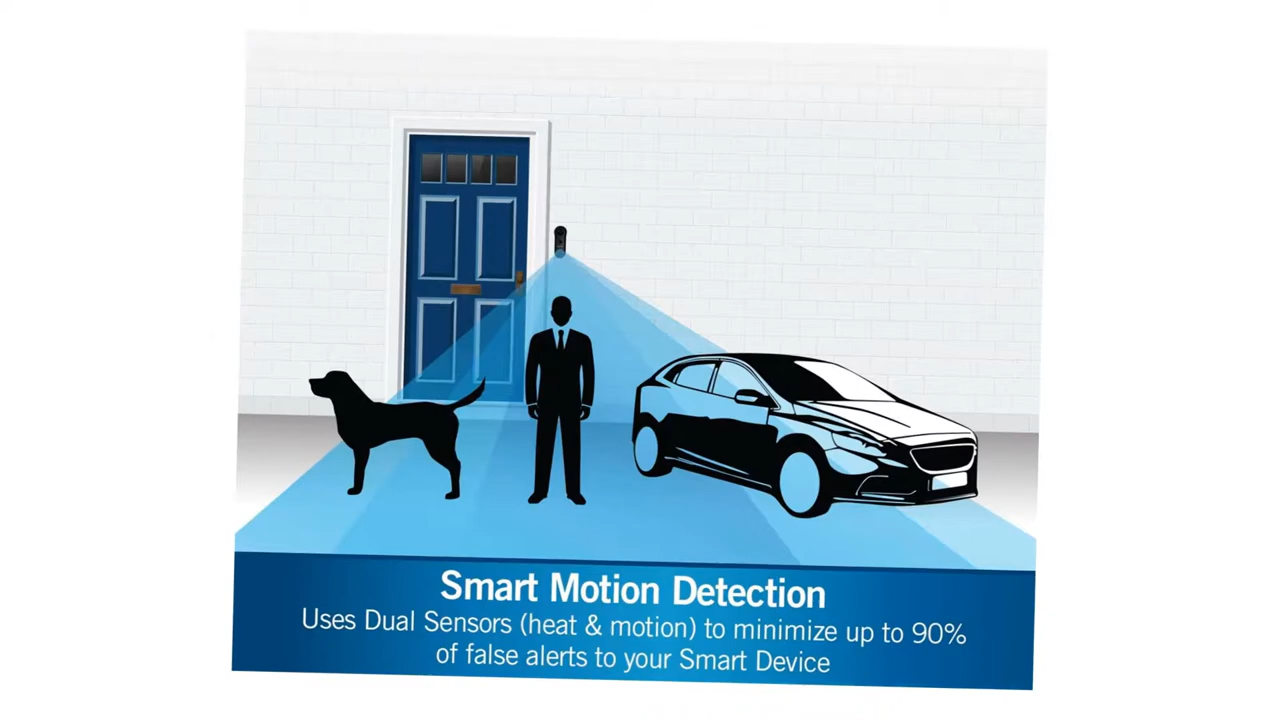 Smart Motion Detection
Uses Dual Sensors (heat & motion) to minimize up to 90%
of false alerts to your Smart Device